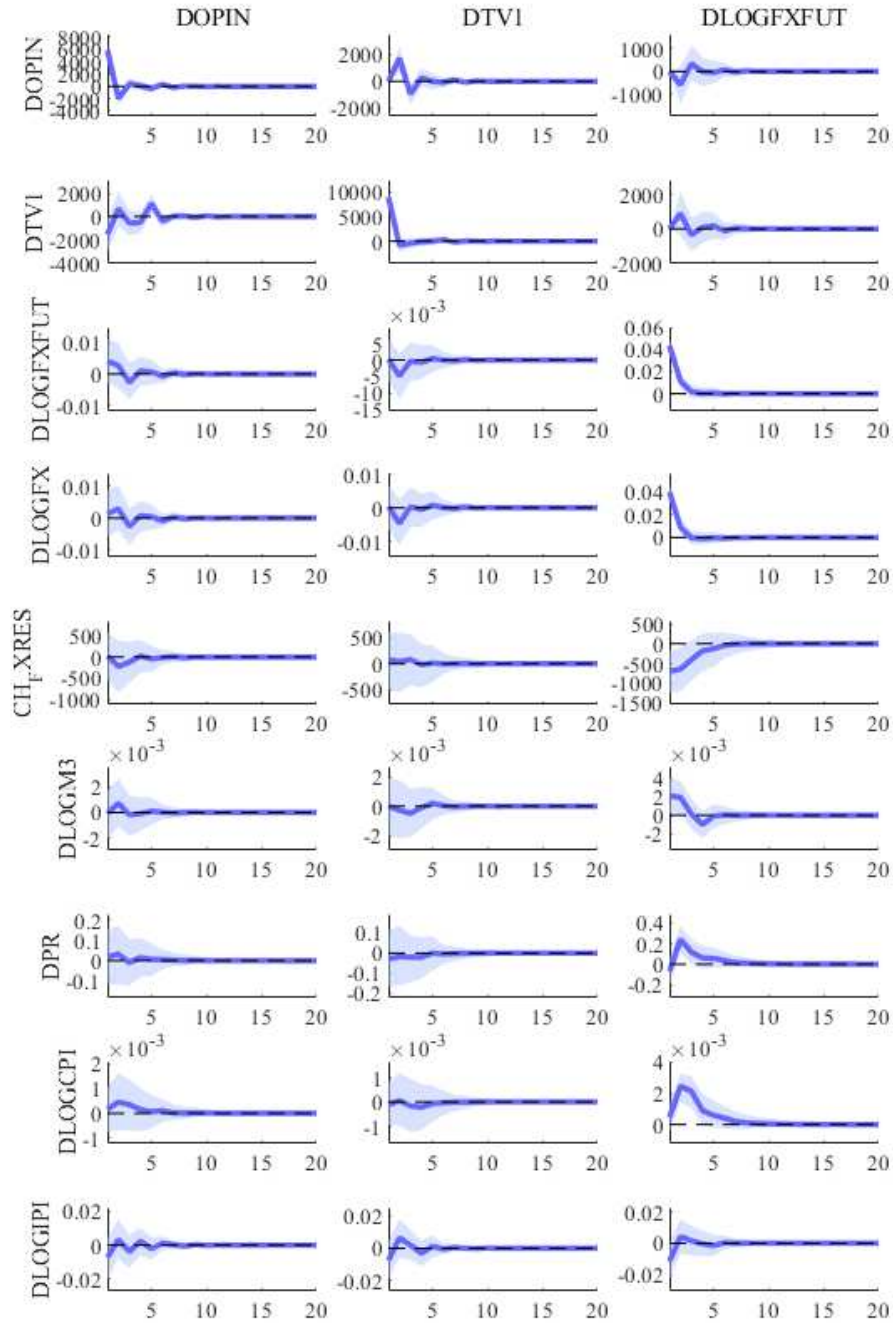 DOPIN DTV1 DLOGFXFUT
DOPIN
8000
6000
4000
2000
0
-2000
-4000
5 10 15 20
2000
0
-2000
5 10 15 20
1000
0
-1000
5 10 15 20
DTV1
2000
0
-2000
-4000
5 10 15 20
10000
5000
0
5 10 15 20
2000
0
-2000
5 10 15 20
DLOGFXFUT
0.01
0
-0.01
5 10 15 20
×10-3
5
0
-5
-10
-15
5 10 15 20
0.06
0.04
0.02
0
5 10 15 20
DLOGFX
0.01
0
-0.01
5 10 15 20
0.01
0
-0.01
5 10 15 20
0.04
0.02
0
5 10 15 20
CHFXRES
500
0
-500
-1000
5 10 15 20
500
0
-500
5 10 15 20
500
0
-500
-1000
-1500
5 10 15 20
DLOGM3
×10-3
2
0
-2
5 10 15 20
×10-3
2
0
-2
5 10 15 20
×10-3
4
2
0
-2
5 10 15 20
DPR
0.2
0.1
0
-0.1
5 10 15 20
0.1
0
-0.1
-0.2
5 10 15 20
0.4
0.2
0
-0.2
5 10 15 20
DLOGCPI
×10-3
2
1
0
-1
5 10 15 20
×10-3
1
0
-1
5 10 15 20
×10-3
4
2
0
5 10 15 20
DLOGIPI
0.02
0
-0.02
5 10 15 20
0.02
0
-0.02
5 10 15 20
0.02
0
-0.02
5 10 15 20